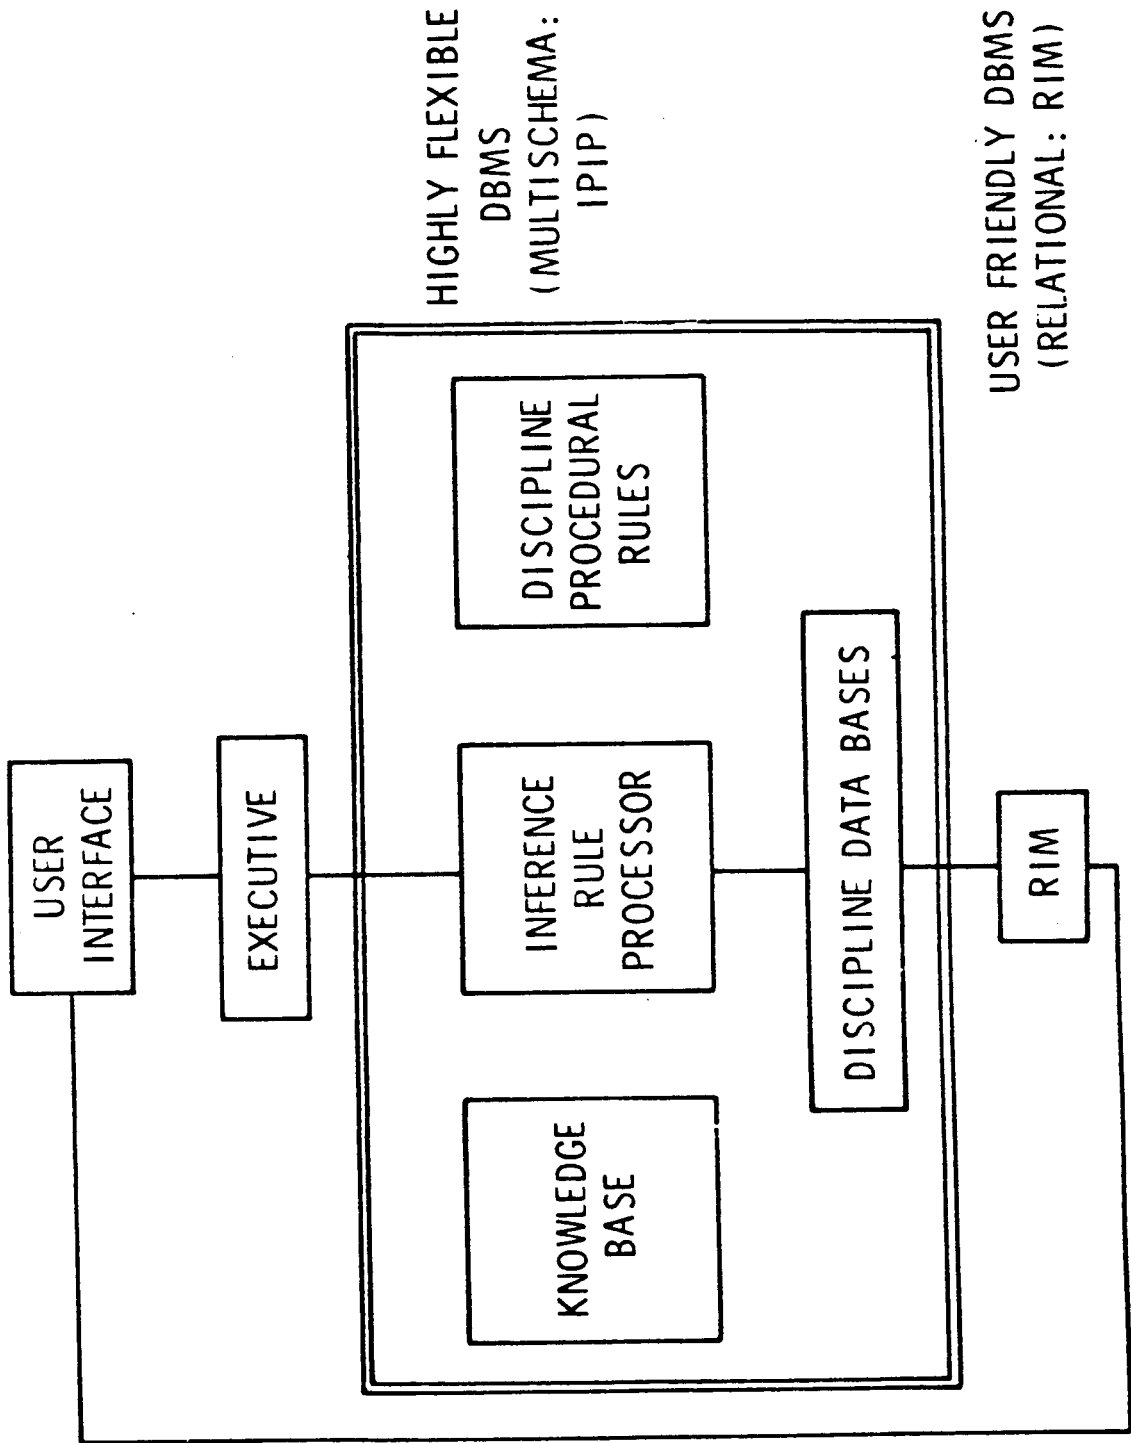 USER
INTERFACE
EXECUTIVE
HIGHLY FLEXIBLE
DBMS
(MULTISCHEMA:
IPIP)
KNOWLEDGE
BASE
INFERENCE
RULE
PROCESSOR
DISCIPLINE
PROCEDURAL
RULES
DISCIPLINE DATA BASES
RIM
USER FRIENDLY DBMS
(RELATIONAL: RIM)